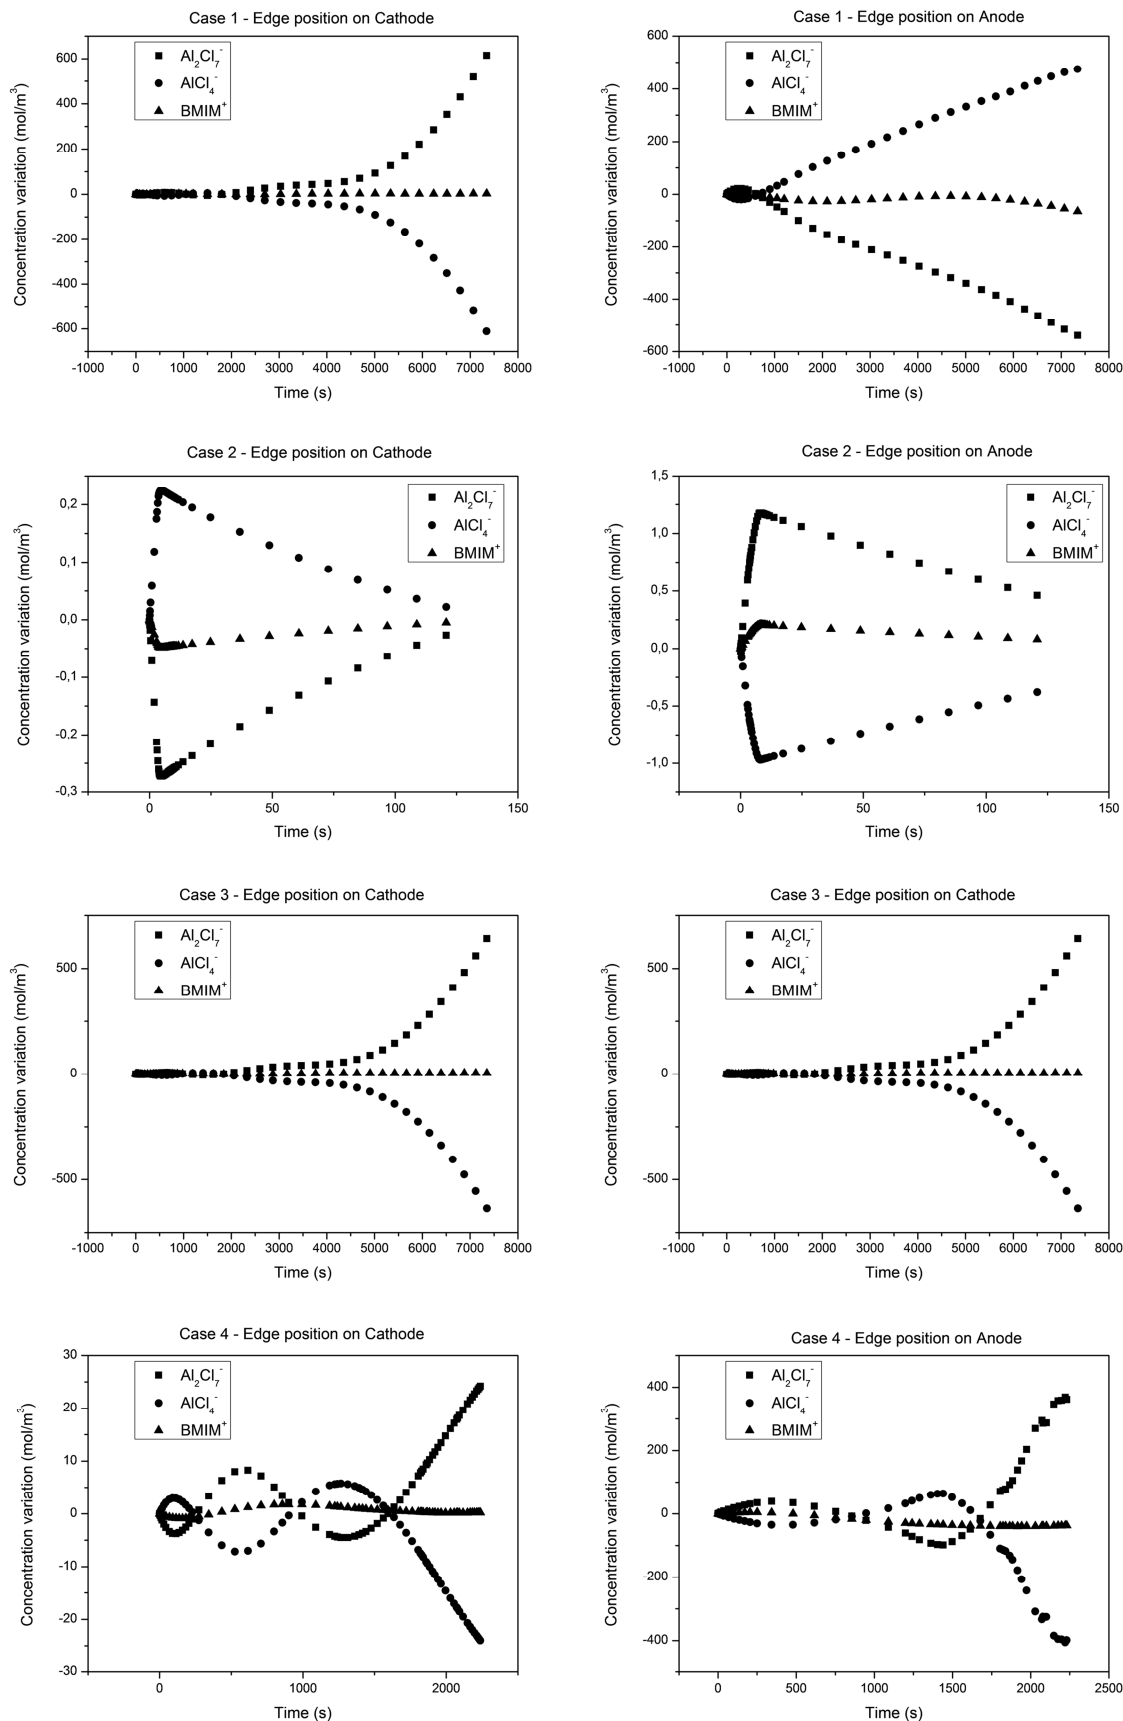 Case 1 - Edge position on Cathode
Al₂Cl₇⁻
AlCl₄⁻
BMIM⁺
600
400
200
0
-200
-400
-600
Concentration variation (mol/m³)
-1000 0 1000 2000 3000 4000 5000 6000 7000 8000
Time (s)
Case 1 - Edge position on Anode
Al₂Cl₇⁻
AlCl₄⁻
BMIM⁺
600
400
200
0
-200
-400
-600
Concentration variation (mol/m³)
-1000 0 1000 2000 3000 4000 5000 6000 7000 8000
Time (s)
Case 2 - Edge position on Cathode
Al₂Cl₇⁻
AlCl₄⁻
BMIM⁺
0,2
0,1
0,0
-0,1
-0,2
-0,3
Concentration variation (mol/m³)
0 50 100 150
Time (s)
Case 2 - Edge position on Anode
Al₂Cl₇⁻
AlCl₄⁻
BMIM⁺
1,5
1,0
0,5
0,0
-0,5
-1,0
Concentration variation (mol/m³)
0 50 100 150
Time (s)
Case 3 - Edge position on Cathode
Al₂Cl₇⁻
AlCl₄⁻
BMIM⁺
500
0
-500
Concentration variation (mol/m³)
-1000 0 1000 2000 3000 4000 5000 6000 7000 8000
Time (s)
Case 3 - Edge position on Cathode
Al₂Cl₇⁻
AlCl₄⁻
BMIM⁺
500
0
-500
Concentration variation (mol/m³)
-1000 0 1000 2000 3000 4000 5000 6000 7000 8000
Time (s)
Case 4 - Edge position on Cathode
Al₂Cl₇⁻
AlCl₄⁻
BMIM⁺
30
20
10
0
-10
-20
-30
Concentration variation (mol/m³)
0 1000 2000
Time (s)
Case 4 - Edge position on Anode
Al₂Cl₇⁻
AlCl₄⁻
BMIM⁺
400
200
0
-200
-400
Concentration variation (mol/m³)
0 500 1000 1500 2000 2500
Time (s)